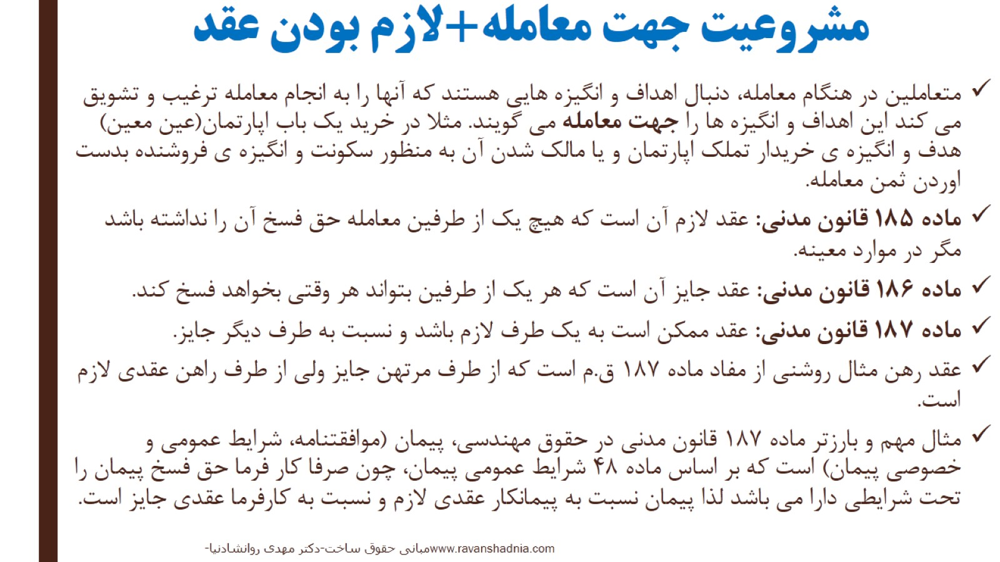 مشروعیت جهت معامله+لازم بودن عقد
✓ متعاملین در هنگام معامله، دنبال اهداف و انگیزه هایی هستند که آنها را به انجام معامله ترغیب و تشویق
می کند این اهداف و انگیزه ها را جهت معامله می گویند. مثلا در خرید یک باب اپارتمان(عین معین)
هدف و انگیزه ی خریدار تملک اپارتمان و یا مالک شدن آن به منظور سکونت و انگیزه ی فروشنده بدست
اوردن ثمن معامله.
✓ ماده ۱۸۵ قانون مدنی: عقد لازم آن است که هیچ یک از طرفین معامله حق فسخ آن را نداشته باشد
مگر در موارد معینه.
✓ ماده ۱۸۶ قانون مدنی: عقد جایز آن است که هر یک از طرفین بتواند هر وقتی بخواهد فسخ کند.
✓ ماده ۱۸۷ قانون مدنی: عقد ممکن است به یک طرف لازم باشد و نسبت به طرف دیگر جایز.
✓ عقد رهن مثال روشنی از مفاد ماده ۱۸۷ ق.م است که از طرف مرتهن جایز ولی از طرف راهن عقدی لازم
است.
✓ مثال مهم و بارزتر ماده ۱۸۷ قانون مدنی در حقوق مهندسی، پیمان (موافقتنامه، شرایط عمومی و
خصوصی پیمان) است که بر اساس ماده ۴۸ شرایط عمومی پیمان، چون صرفا کار فرما حق فسخ پیمان را
تحت شرایطی دارا می باشد لذا پیمان نسبت به پیمانکار عقدی لازم و نسبت به کارفرما عقدی جایز است.
www.ravanshadnia.comمبانی حقوق ساخت-دکتر مهدی روانشادنیا-